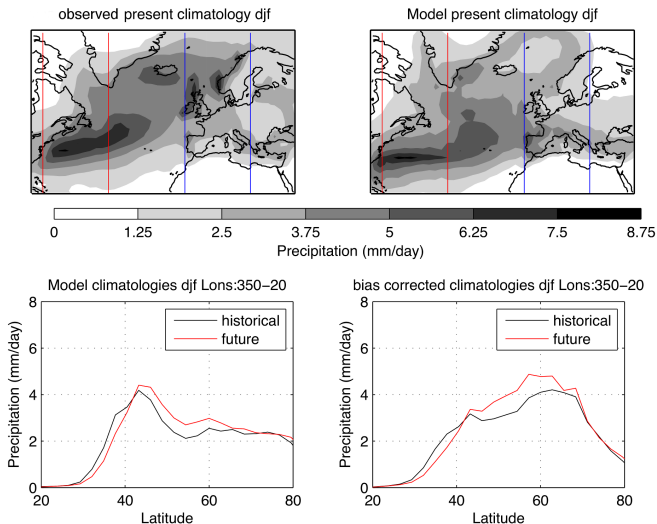 observed present climatology djf
Model present climatology djf
0 1.25 2.5 3.75 5 6.25 7.5 8.75
Precipitation (mm/day)
Model climatologies djf Lons:350−20
8
6
4
2
0
Precipitation (mm/day)
historical
future
20 40 60 80
Latitude
bias corrected climatologies djf Lons:350−20
8
6
4
2
0
Precipitation (mm/day)
historical
future
20 40 60 80
Latitude